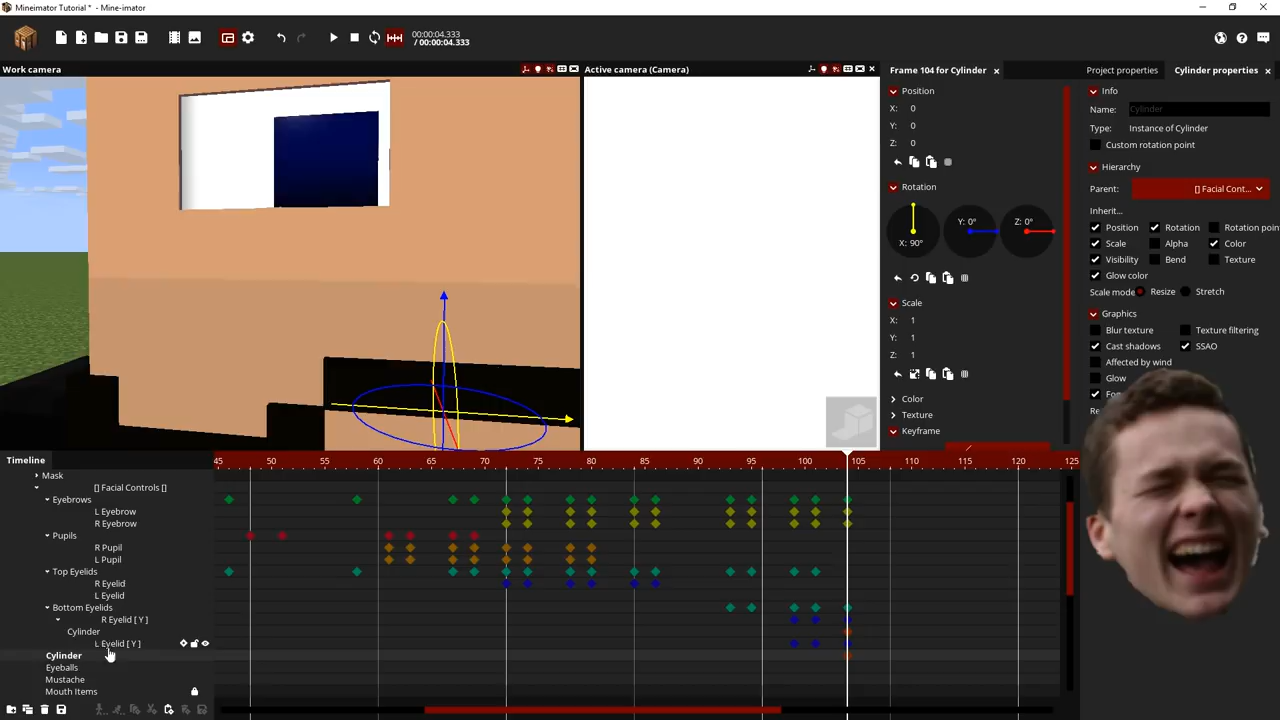 Mineimator Tutorial * - Mine-imator
00:00:04.333
/ 00:00:04.333
Work camera
Active camera (Camera)
Frame 104 for Cylinder
Position
X: 0
Y: 0
Z: 0
Rotation
X: 90°
Y: 0°
Z: 0°
Scale
X: 1
Y: 1
Z: 1
Color
Texture
Keyframe
Project properties
Cylinder properties
Info
Name: Cylinder
Type: Instance of Cylinder
Custom rotation point
Hierarchy
Parent: [] Facial Cont...
Inherit...
Position Rotation Rotation poin
Scale Alpha Color
Visibility Bend Texture
Glow color
Scale mode Resize Stretch
Graphics
Blur texture Texture filtering
Cast shadows SSAO
Affected by wind
Glow
Timeline
45 50 55 60 65 70 75 80 85 90 95 100 105 110 115 120 125
Mask
[] Facial Controls []
Eyebrows
L Eyebrow
R Eyebrow
Pupils
R Pupil
L Pupil
Top Eyelids
R Eyelid
L Eyelid
Bottom Eyelids
R Eyelid [ Y ]
Cylinder
L Eyelid [ Y ]
Cylinder
Eyeballs
Mustache
Mouth Items